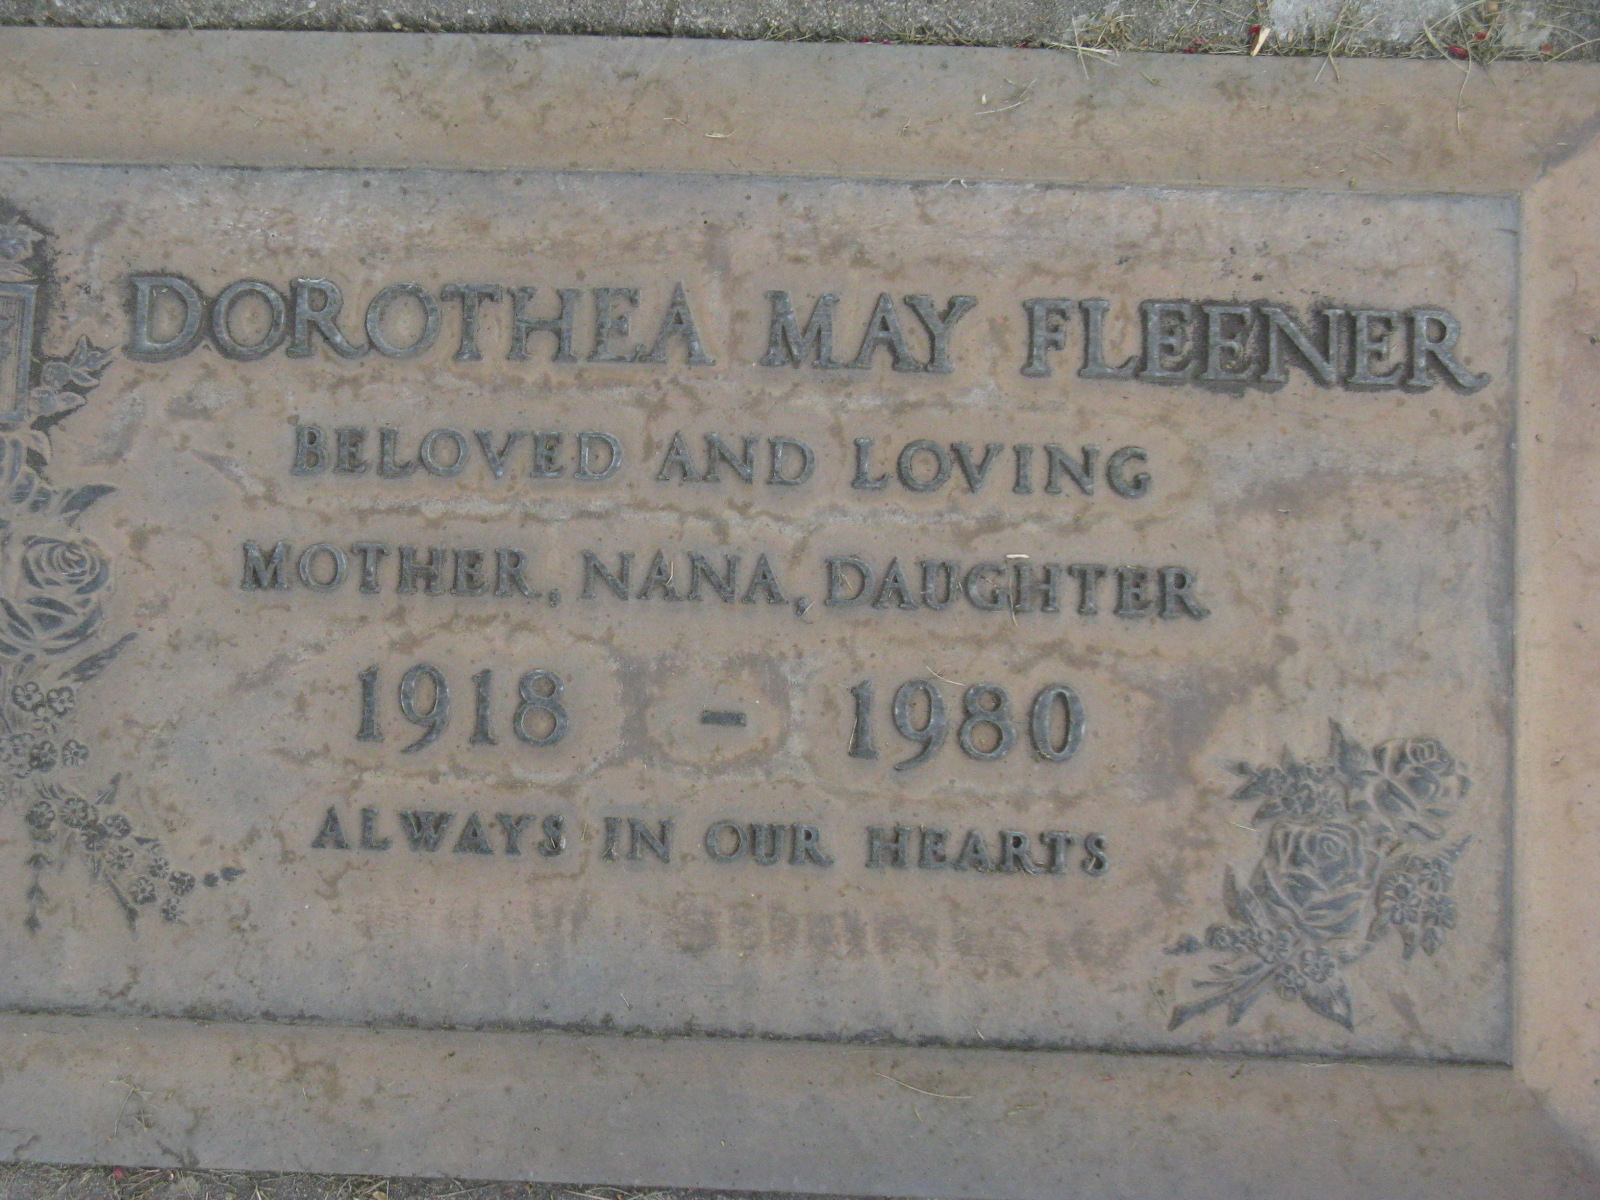 DOROTHEA MAY FLEENER
BELOVED AND LOVING
MOTHER, NANA, DAUGHTER
1918 - 1980
ALWAYS IN OUR HEARTS